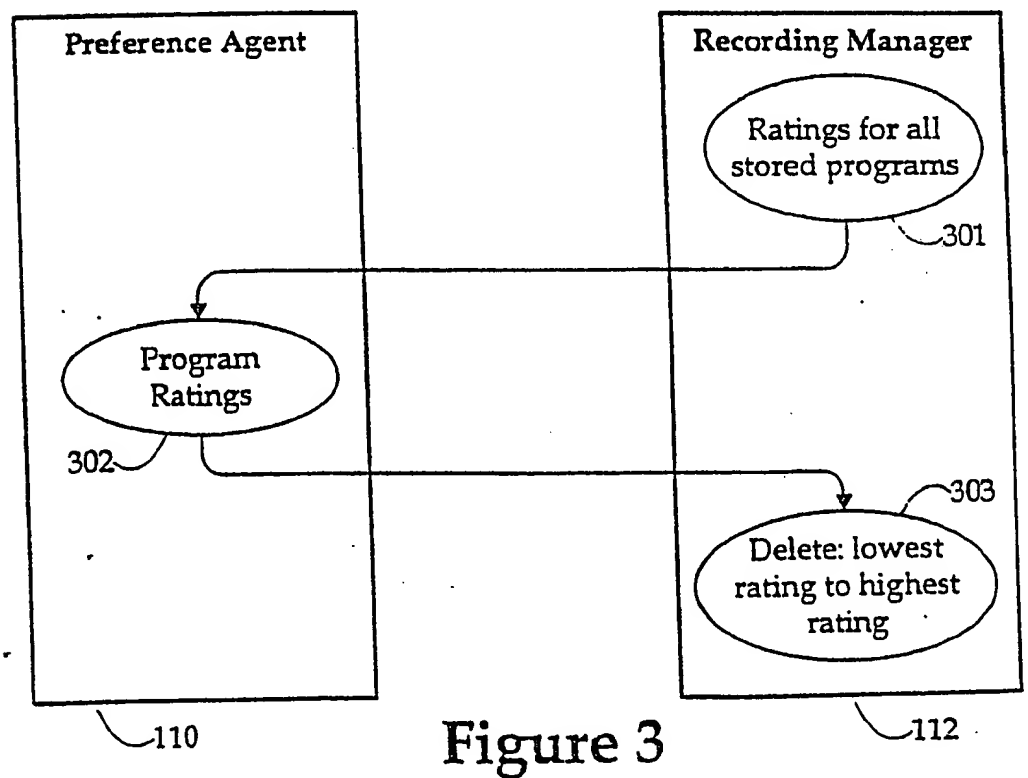 Preference Agent
Recording Manager
Ratings for all
stored programs
301
Program
Ratings
302
303
Delete: lowest
rating to highest
rating
110
112
Figure 3